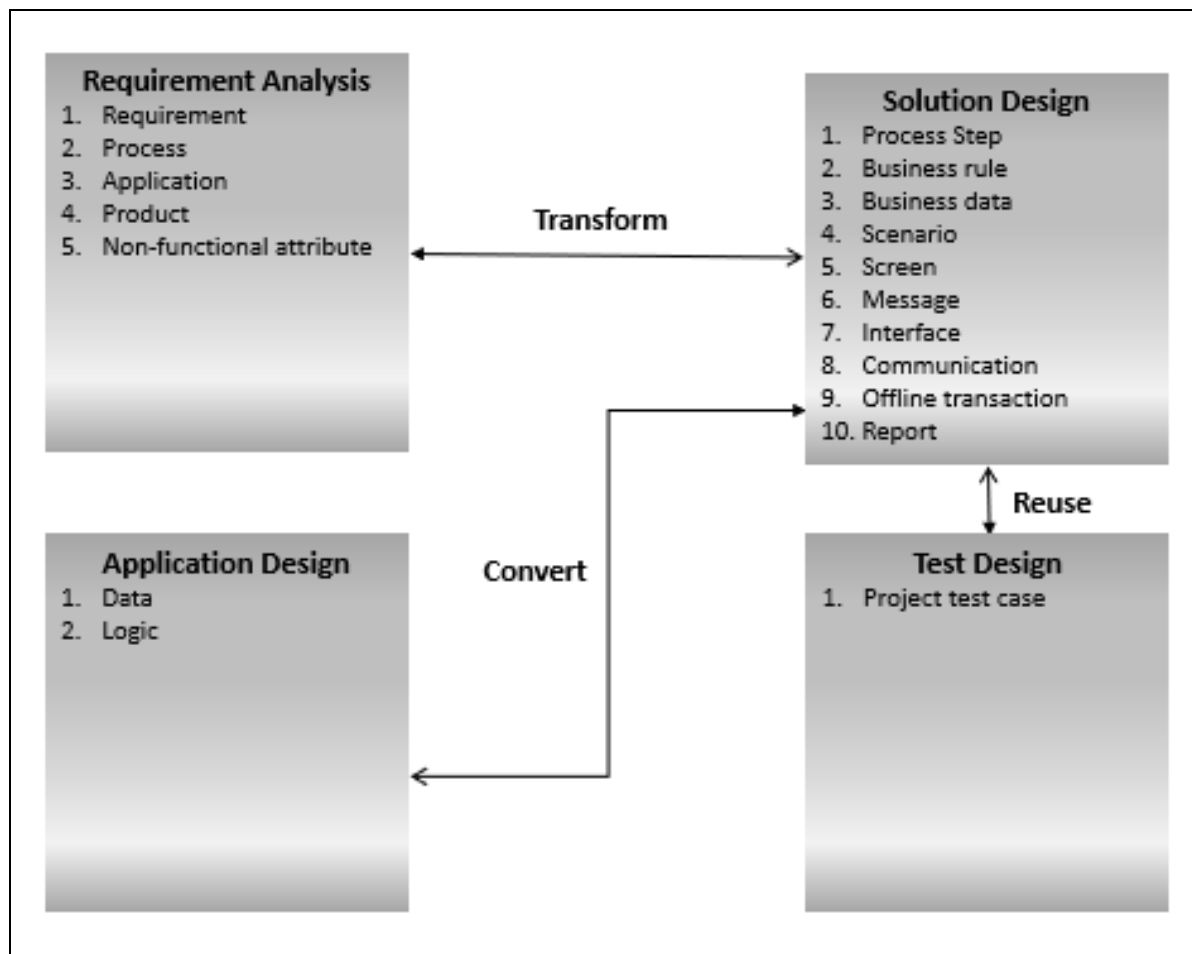 Requirement Analysis
1. Requirement
2. Process
3. Application
4. Product
5. Non-functional attribute
Transform
Solution Design
1. Process Step
2. Business rule
3. Business data
4. Scenario
5. Screen
6. Message
7. Interface
8. Communication
9. Offline transaction
10. Report
Reuse
Application Design
1. Data
2. Logic
Convert
Test Design
1. Project test case